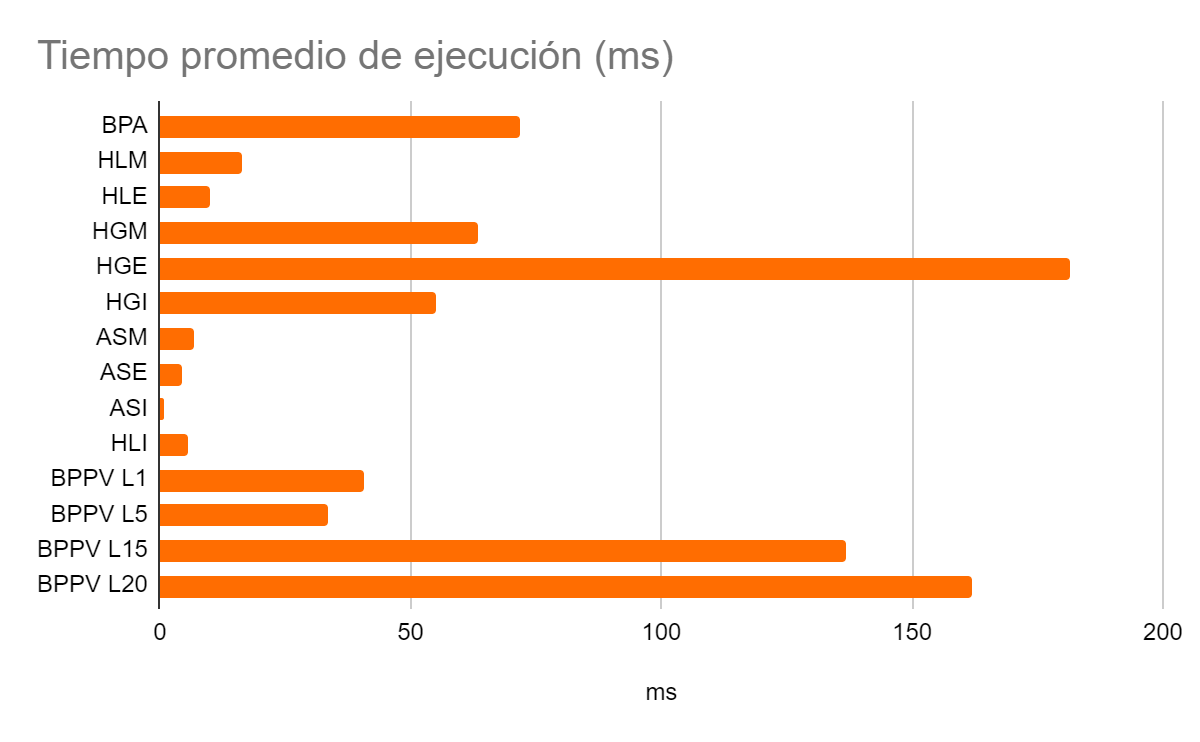 Tiempo promedio de ejecución (ms)
BPA
HLM
HLE
HGM
HGE
HGI
ASM
ASE
ASI
HLI
BPPV L1
BPPV L5
BPPV L15
BPPV L20
0 50 100 150 200
ms